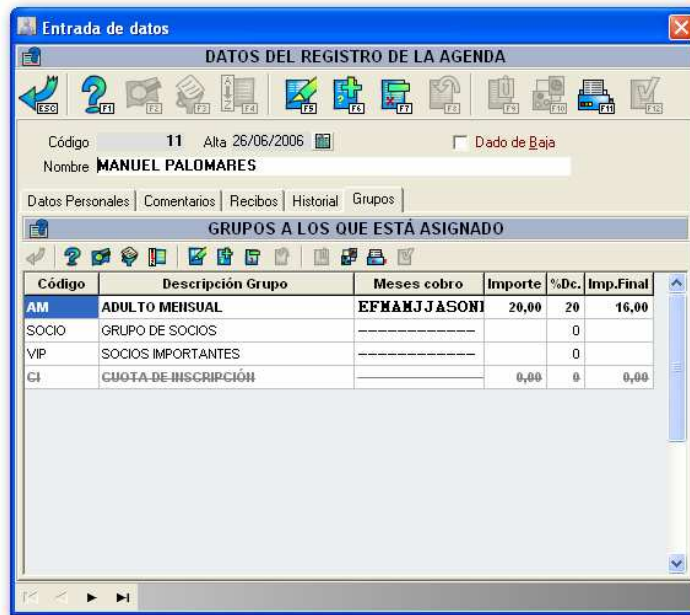 Entrada de datos
DATOS DEL REGISTRO DE LA AGENDA
ESC F1 F2 F3 A Z F4 F5 F6 F7 F8 F9 F10 F11 F12
Código 11 Alta 26/06/2006 Dado de Baja
Nombre MANUEL PALOMARES
Datos Personales Comentarios Recibos Historial Grupos
GRUPOS A LOS QUE ESTÁ ASIGNADO
Código Descripción Grupo Meses cobro Importe %Dc. Imp.Final
AM ADULTO MENSUAL EFMAMJJASON 20,00 20 16,00
SOCIO GRUPO DE SOCIOS ------------ 0
VIP SOCIOS IMPORTANTES ------------ 0
CI CUOTA DE INSCRIPCIÓN ------------ 0,00 0 0,00